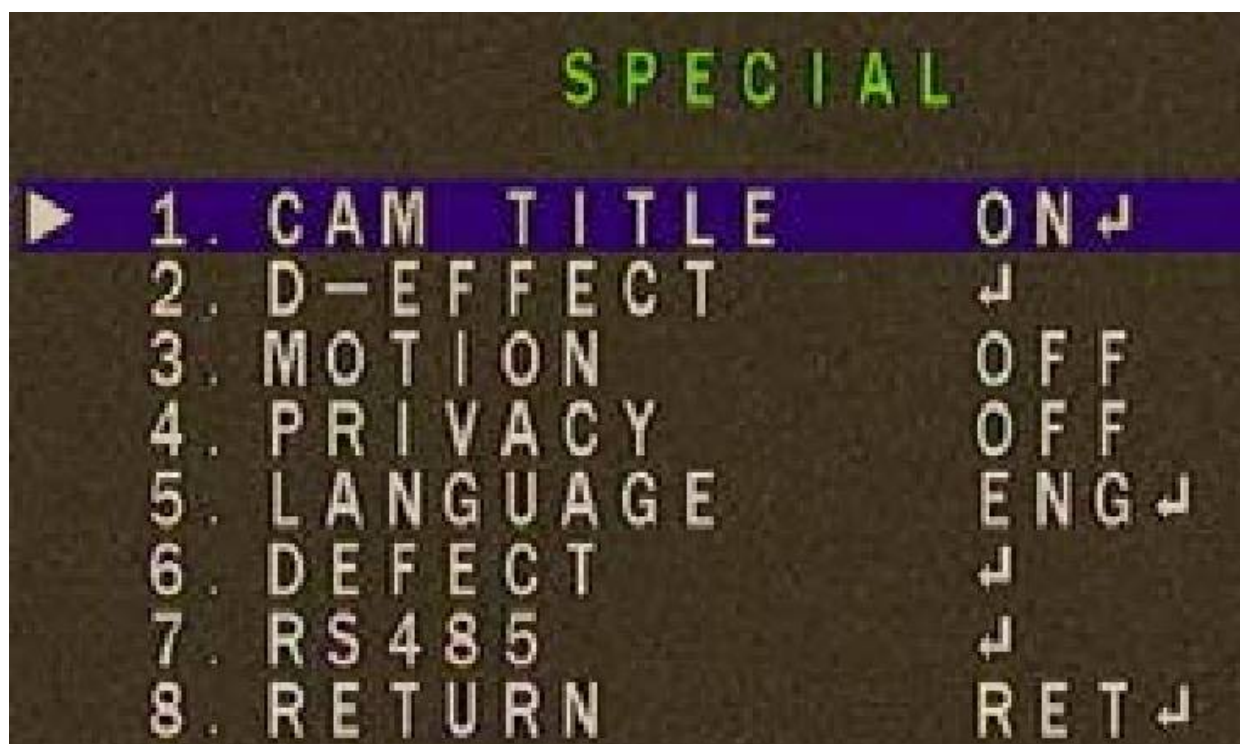 SPECIAL
1. CAM TITLE ON↵
2. D-EFFECT ↵
3. MOTION OFF
4. PRIVACY OFF
5. LANGUAGE ENG↵
6. DEFECT ↵
7. RS485 ↵
8. RETURN RET↵